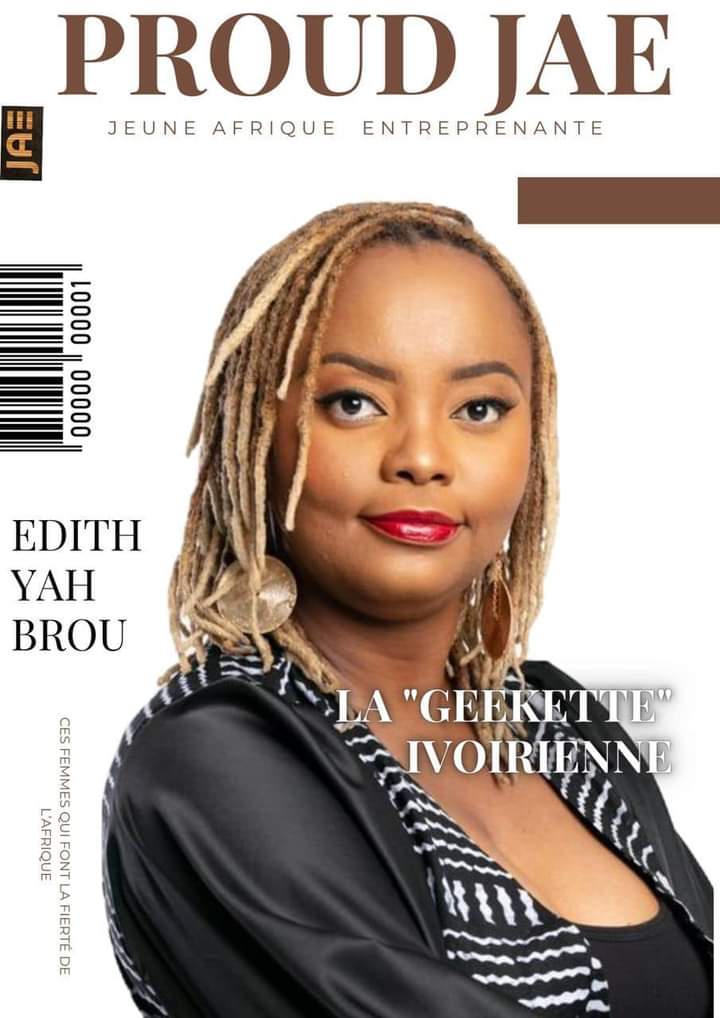 PROUD JAE
JEUNE AFRIQUE ENTREPRENANTE
JAE
00000 00001
EDITH
YAH
BROU
LA "GEEKETTE"
IVOIRIENNE
CES FEMMES QUI FONT LA FIERTÉ DE
L'AFRIQUE